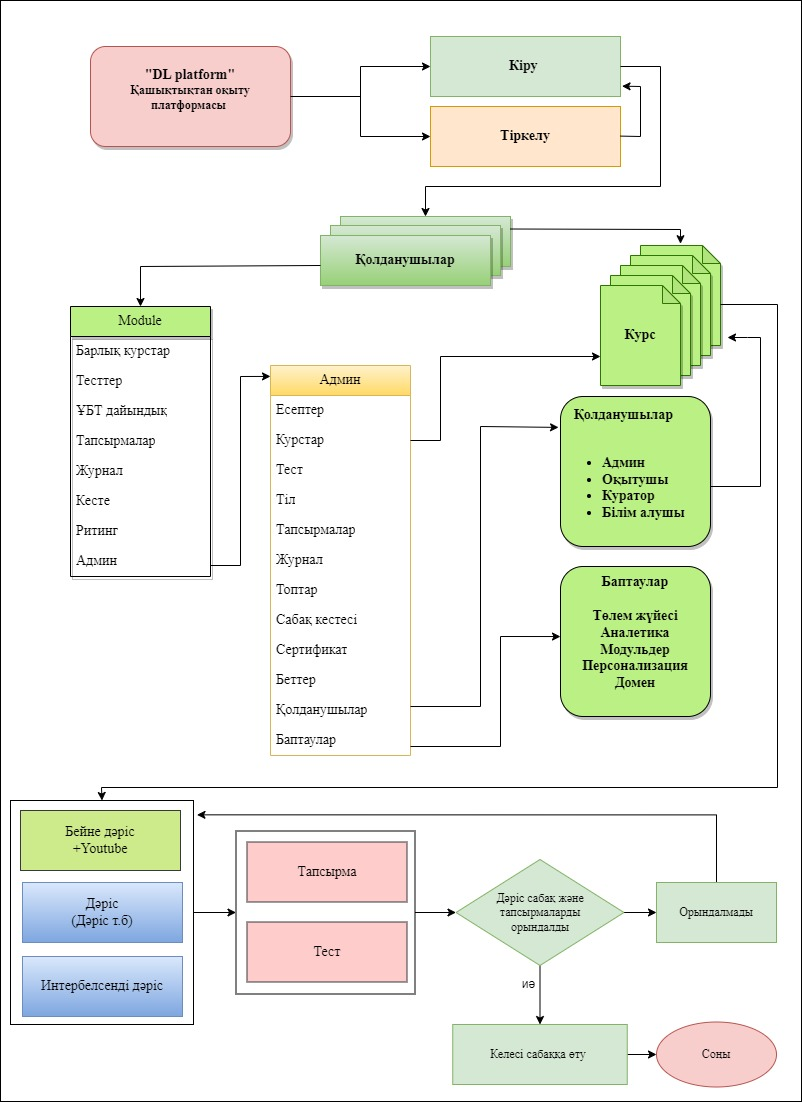 "DL platform"
Қашықтықтан оқыту
платформасы
Кіру
Тіркелу
Қолданушылар
Курс
Module
Барлық курстар
Тесттер
ҰБТ дайындық
Тапсырмалар
Журнал
Кесте
Ритинг
Админ
Админ
Есептер
Курстар
Тест
Тіл
Тапсырмалар
Журнал
Топтар
Сабақ кестесі
Сертификат
Беттер
Қолданушылар
Баптаулар
Қолданушылар
Админ
Оқытушы
Куратор
Білім алушы
Баптаулар
Төлем жүйесі
Аналетика
Модульдер
Персонализация
Домен
Бейне дәріс
+Youtube
Дәріс
(Дәріс т.б)
Интербелсенді дәріс
Тапсырма
Тест
Дәріс сабақ және
тапсырмаларды
орындалды
Орындалмады
иә
Келесі сабаққа өту
Соңы